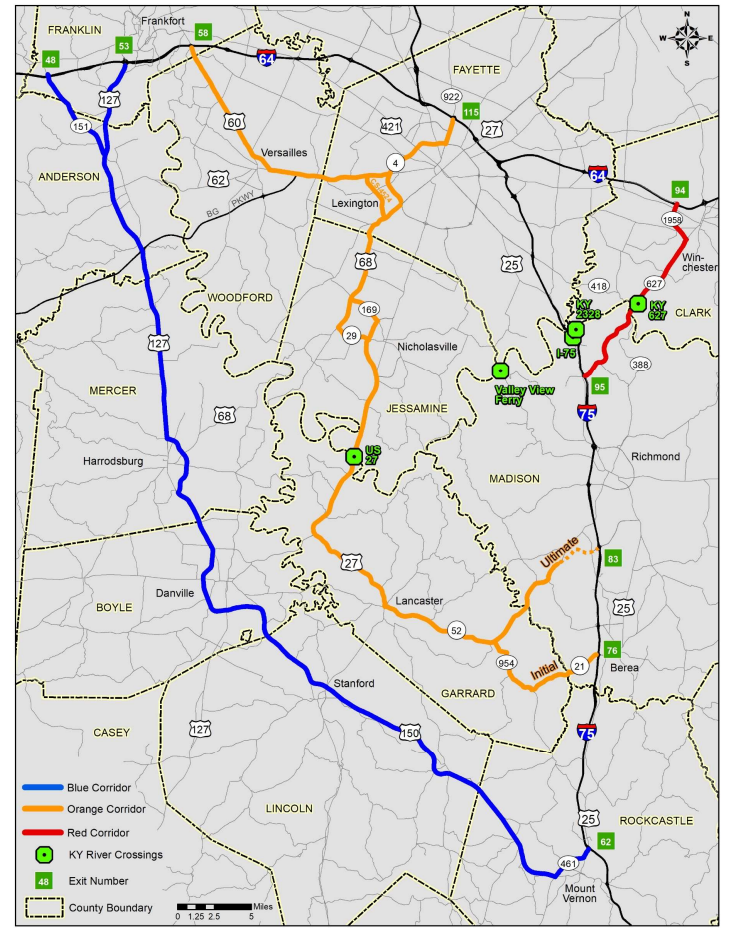 FRANKLIN
Frankfort
48
53
58
64
127
151
60
FAYETTE
922
115
421
27
4
Versailles
62
CS-4524
Lexington
ANDERSON
BG PKWY
64
94
1958
Win-
chester
68
25
WOODFORD
418
627
KY
2328
KY
627
CLARK
I-75
169
29
127
Nicholasville
388
Valley View
Ferry
95
75
MERCER
68
JESSAMINE
Harrodsburg
US
27
Richmond
MADISON
27
Ultimate
83
Danville
Lancaster
25
BOYLE
52
954
Initial
21
76
Berea
Stanford
GARRARD
CASEY
127
150
75
Blue Corridor
Orange Corridor
Red Corridor
KY River Crossings
48
Exit Number
County Boundary
LINCOLN
25
ROCKCASTLE
62
461
Mount
Vernon
0 1.25 2.5 5
Miles
N
W
E
S